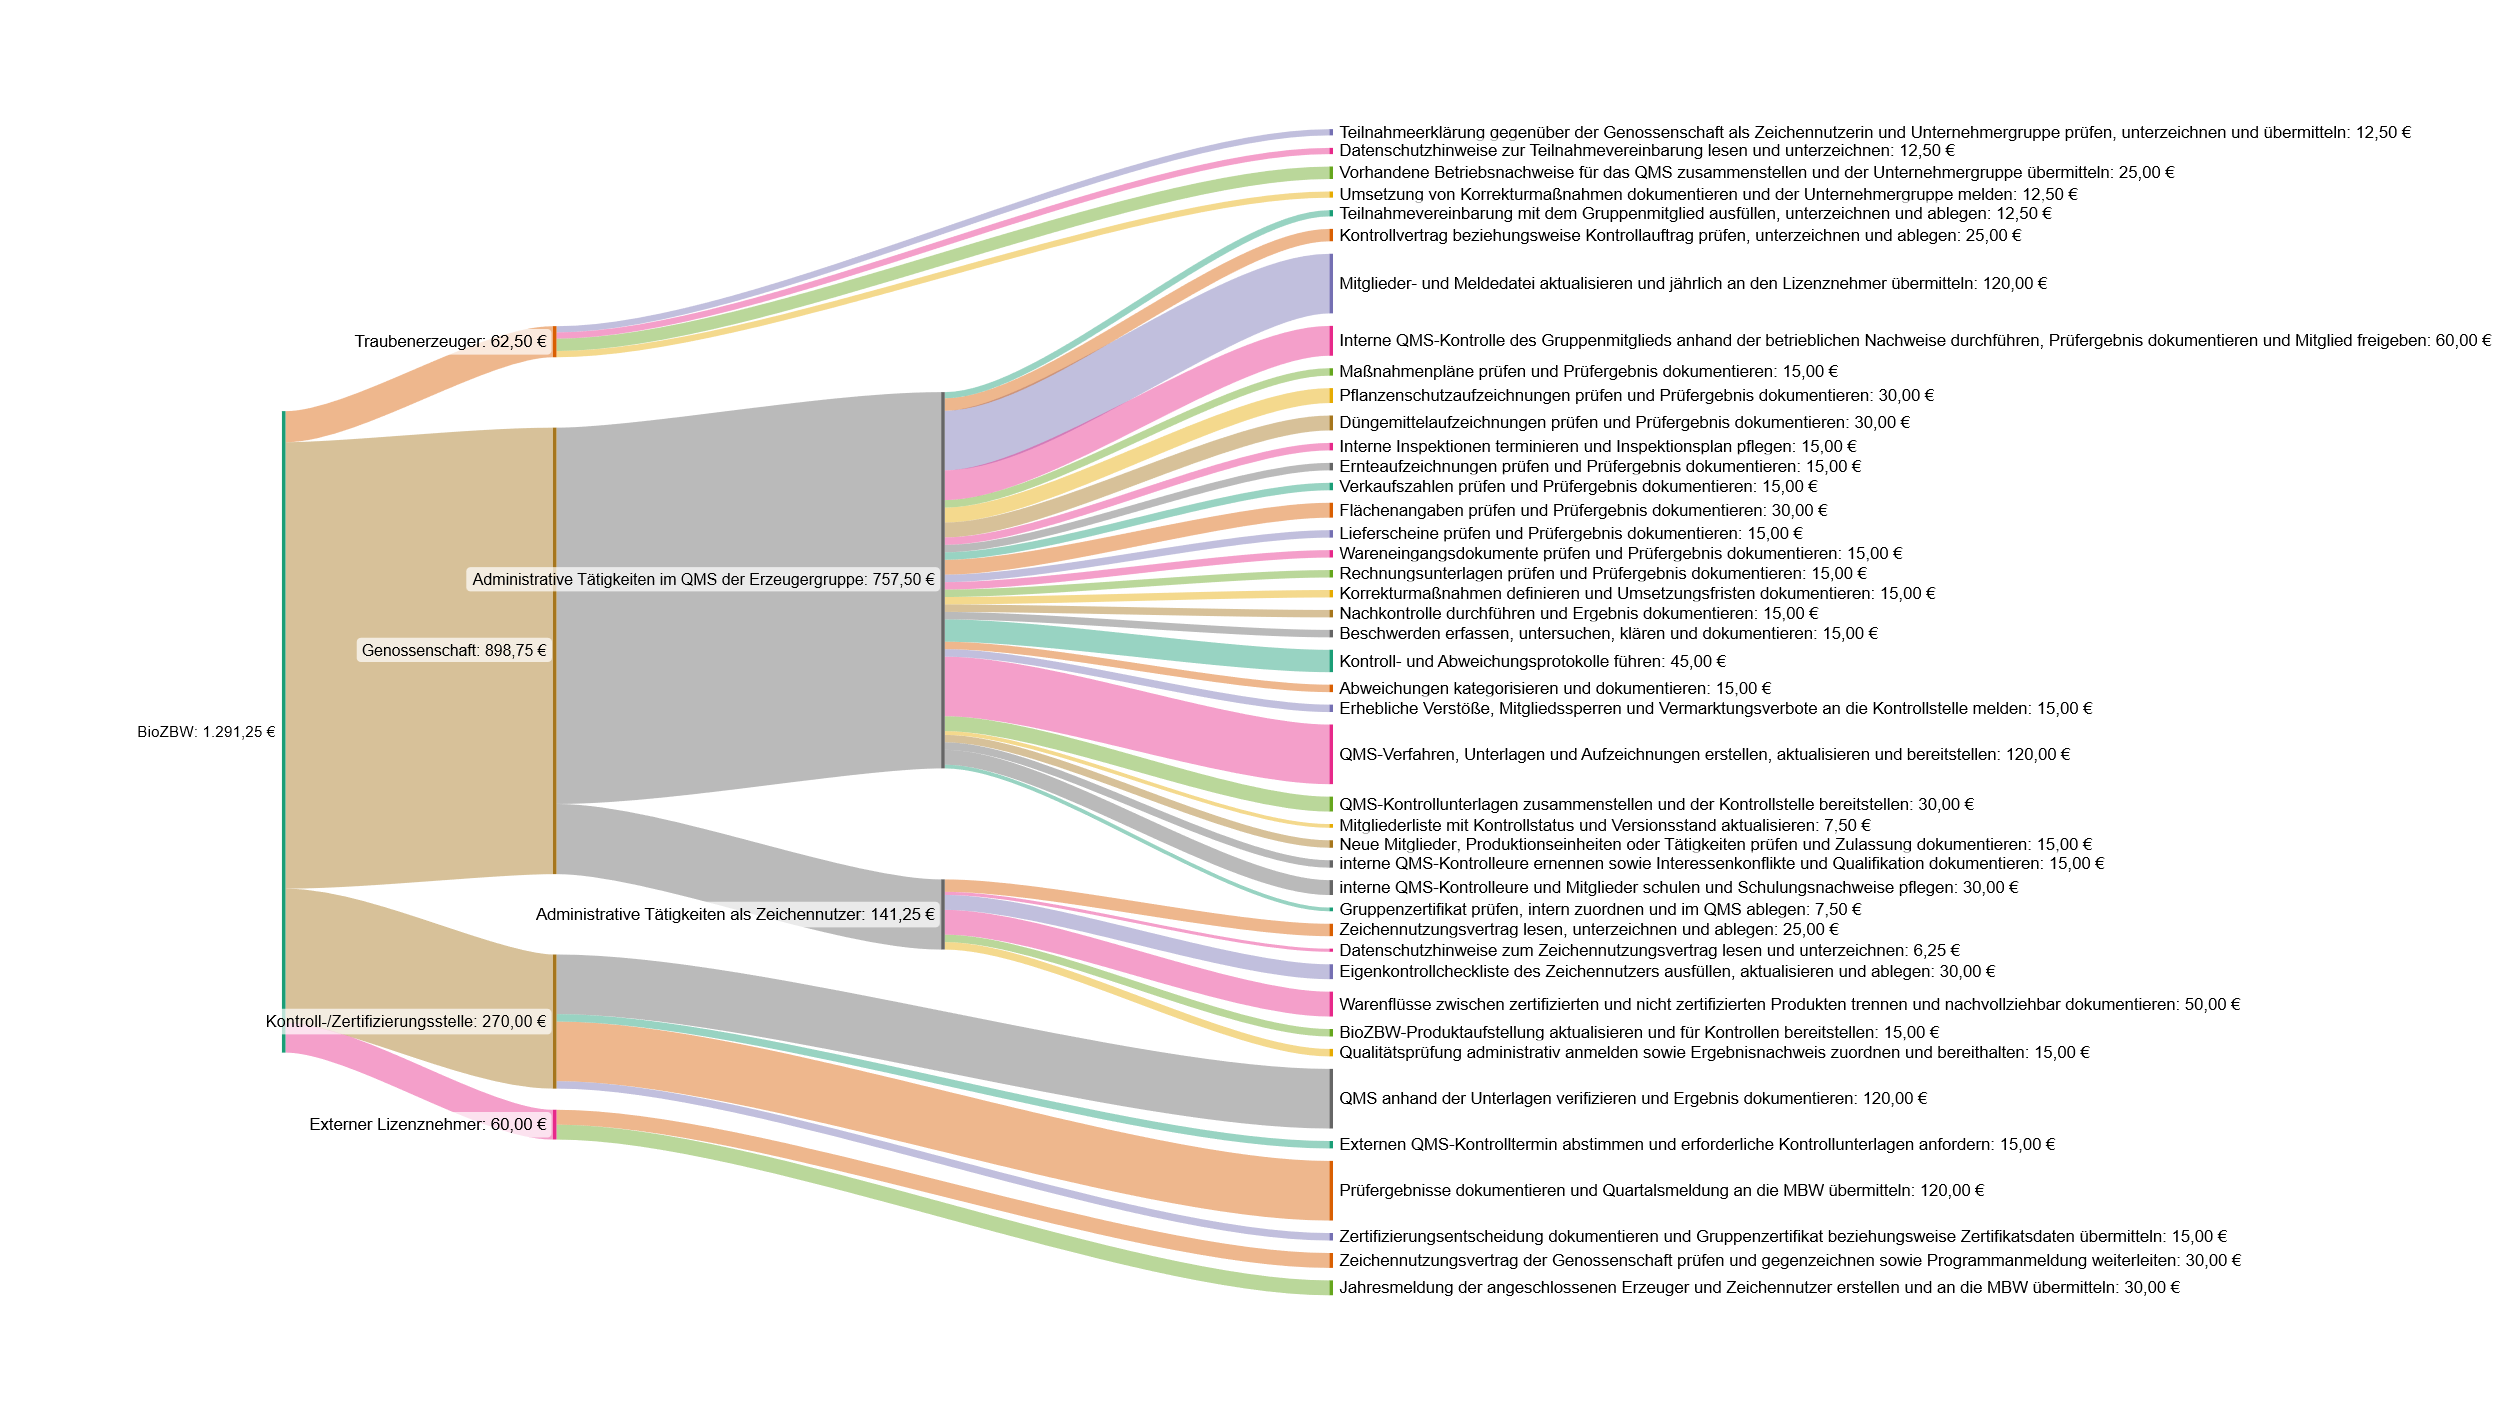 BioZBW: 1.291,25 €
Traubenerzeuger: 62,50 €
Genossenschaft: 898,75 €
Kontroll-/Zertifizierungsstelle: 270,00 €
Externer Lizenznehmer: 60,00 €
Administrative Tätigkeiten im QMS der Erzeugergruppe: 757,50 €
Administrative Tätigkeiten als Zeichennutzer: 141,25 €
Teilnahmeerklärung gegenüber der Genossenschaft als Zeichennutzerin und Unternehmergruppe prüfen, unterzeichnen und übermitteln: 12,50 €
Datenschutzhinweise zur Teilnahmevereinbarung lesen und unterzeichnen: 12,50 €
Vorhandene Betriebsnachweise für das QMS zusammenstellen und der Unternehmergruppe übermitteln: 25,00 €
Umsetzung von Korrekturmaßnahmen dokumentieren und der Unternehmergruppe melden: 12,50 €
Teilnahmevereinbarung mit dem Gruppenmitglied ausfüllen, unterzeichnen und ablegen: 12,50 €
Kontrollvertrag beziehungsweise Kontrollauftrag prüfen, unterzeichnen und ablegen: 25,00 €
Mitglieder- und Meldedatei aktualisieren und jährlich an den Lizenznehmer übermitteln: 120,00 €
Interne QMS-Kontrolle des Gruppenmitglieds anhand der betrieblichen Nachweise durchführen, Prüfergebnis dokumentieren und Mitglied freigeben: 60,00 €
Maßnahmenpläne prüfen und Prüfergebnis dokumentieren: 15,00 €
Pflanzenschutzaufzeichnungen prüfen und Prüfergebnis dokumentieren: 30,00 €
Düngemittelaufzeichnungen prüfen und Prüfergebnis dokumentieren: 30,00 €
Interne Inspektionen terminieren und Inspektionsplan pflegen: 15,00 €
Ernteaufzeichnungen prüfen und Prüfergebnis dokumentieren: 15,00 €
Verkaufszahlen prüfen und Prüfergebnis dokumentieren: 15,00 €
Flächenangaben prüfen und Prüfergebnis dokumentieren: 30,00 €
Lieferscheine prüfen und Prüfergebnis dokumentieren: 15,00 €
Wareneingangsdokumente prüfen und Prüfergebnis dokumentieren: 15,00 €
Rechnungsunterlagen prüfen und Prüfergebnis dokumentieren: 15,00 €
Korrekturmaßnahmen definieren und Umsetzungsfristen dokumentieren: 15,00 €
Nachkontrolle durchführen und Ergebnis dokumentieren: 15,00 €
Beschwerden erfassen, untersuchen, klären und dokumentieren: 15,00 €
Kontroll- und Abweichungsprotokolle führen: 45,00 €
Abweichungen kategorisieren und dokumentieren: 15,00 €
Erhebliche Verstöße, Mitgliedssperren und Vermarktungsverbote an die Kontrollstelle melden: 15,00 €
QMS-Verfahren, Unterlagen und Aufzeichnungen erstellen, aktualisieren und bereitstellen: 120,00 €
QMS-Kontrollunterlagen zusammenstellen und der Kontrollstelle bereitstellen: 30,00 €
Mitgliederliste mit Kontrollstatus und Versionsstand aktualisieren: 7,50 €
Neue Mitglieder, Produktionseinheiten oder Tätigkeiten prüfen und Zulassung dokumentieren: 15,00 €
interne QMS-Kontrolleure ernennen sowie Interessenkonflikte und Qualifikation dokumentieren: 15,00 €
interne QMS-Kontrolleure und Mitglieder schulen und Schulungsnachweise pflegen: 30,00 €
Gruppenzertifikat prüfen, intern zuordnen und im QMS ablegen: 7,50 €
Zeichennutzungsvertrag lesen, unterzeichnen und ablegen: 25,00 €
Datenschutzhinweise zum Zeichennutzungsvertrag lesen und unterzeichnen: 6,25 €
Eigenkontrollcheckliste des Zeichennutzers ausfüllen, aktualisieren und ablegen: 30,00 €
Warenflüsse zwischen zertifizierten und nicht zertifizierten Produkten trennen und nachvollziehbar dokumentieren: 50,00 €
BioZBW-Produktaufstellung aktualisieren und für Kontrollen bereitstellen: 15,00 €
Qualitätsprüfung administrativ anmelden sowie Ergebnisnachweis zuordnen und bereithalten: 15,00 €
QMS anhand der Unterlagen verifizieren und Ergebnis dokumentieren: 120,00 €
Externen QMS-Kontrolltermin abstimmen und erforderliche Kontrollunterlagen anfordern: 15,00 €
Prüfergebnisse dokumentieren und Quartalsmeldung an die MBW übermitteln: 120,00 €
Zertifizierungsentscheidung dokumentieren und Gruppenzertifikat beziehungsweise Zertifikatsdaten übermitteln: 15,00 €
Zeichennutzungsvertrag der Genossenschaft prüfen und gegenzeichnen sowie Programmanmeldung weiterleiten: 30,00 €
Jahresmeldung der angeschlossenen Erzeuger und Zeichennutzer erstellen und an die MBW übermitteln: 30,00 €